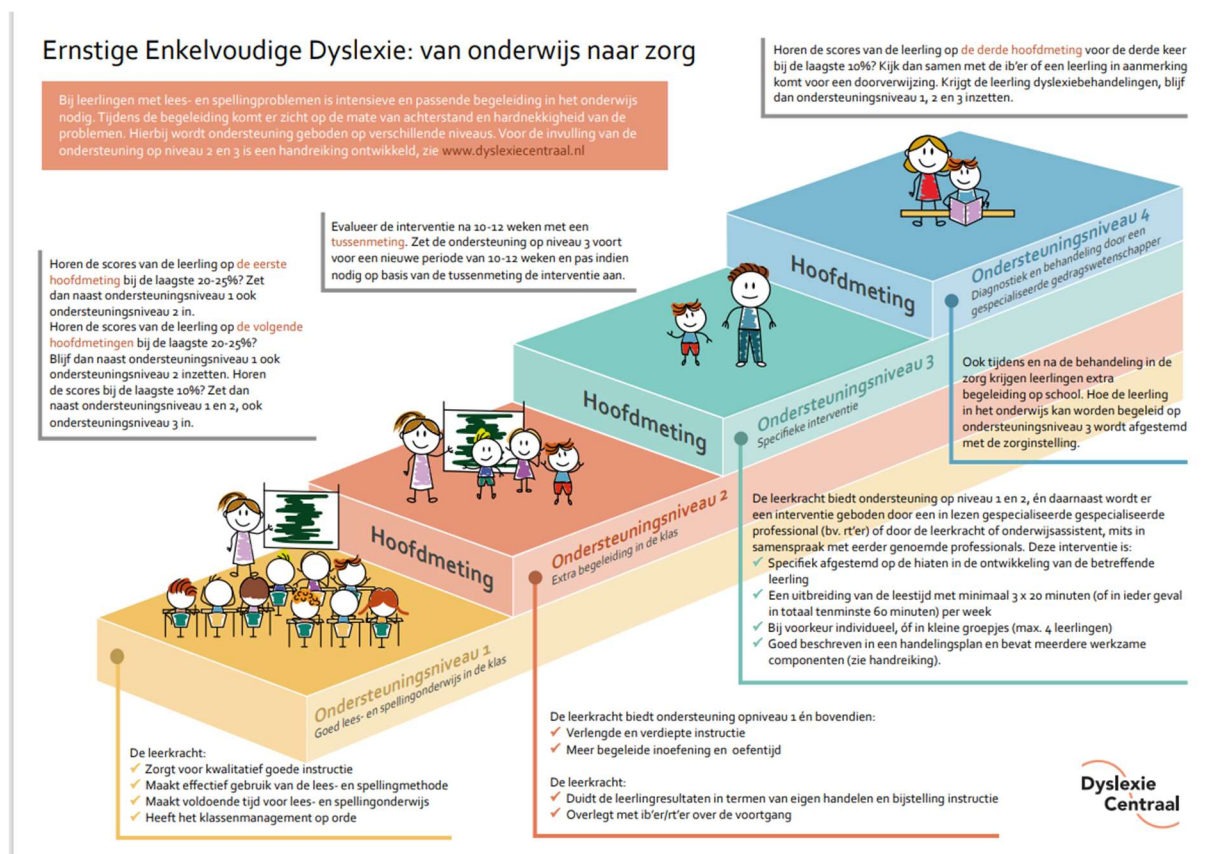 Ernstige Enkelvoudige Dyslexie: van onderwijs naar zorg
Bij leerlingen met lees- en spellingproblemen is intensieve en passende begeleiding in het onderwijs
nodig. Tijdens de begeleiding komt er zicht op de mate van achterstand en hardnekkigheid van de
problemen. Hierbij wordt ondersteuning geboden op verschillende niveaus. Voor de invulling van de
ondersteuning op niveau 2 en 3 is een handreiking ontwikkeld, zie www.dyslexiecentraal.nl
Horen de scores van de leerling op de derde hoofdmeting voor de derde keer
bij de laagste 10%? Kijk dan samen met de ib'er of een leerling in aanmerking
komt voor een doorverwijzing. Krijgt de leerling dyslexiebehandelingen, blijf
dan ondersteuningsniveau 1, 2 en 3 inzetten.
Evalueer de interventie na 10-12 weken met een
tussenmeting. Zet de ondersteuning op niveau 3 voort
voor een nieuwe periode van 10-12 weken en pas indien
nodig op basis van de tussenmeting de interventie aan.
Horen de scores van de leerling op de eerste
hoofdmeting bij de laagste 20-25%? Zet
dan naast ondersteuningsniveau 1 ook
ondersteuningsniveau 2 in.
Horen de scores van de leerling op de volgende
hoofdmetingen bij de laagste 20-25%?
Blijf dan naast ondersteuningsniveau 1 ook
ondersteuningsniveau 2 inzetten. Horen
de scores bij de laagste 10%? Zet dan
naast ondersteuningsniveau 1 en 2, ook
ondersteuningsniveau 3 in.
Hoofdmeting
Ondersteuningsniveau 4
Diagnostiek en behandeling door een
gespecialiseerde gedragswetenschapper
Hoofdmeting
Ondersteuningsniveau 3
Specifieke interventie
Hoofdmeting
Ondersteuningsniveau 2
Extra begeleiding in de klas
Ondersteuningsniveau 1
Goed lees- en spellingonderwijs in de klas
Ook tijdens en na de behandeling in de
zorg krijgen leerlingen extra
begeleiding op school. Hoe de leerling
in het onderwijs kan worden begeleid op
ondersteuningsniveau 3 wordt afgestemd
met de zorginstelling.
De leerkracht biedt ondersteuning op niveau 1 en 2, én daarnaast wordt er
een interventie geboden door een in lezen gespecialiseerde gespecialiseerde
professional (bv. rt'er) of door de leerkracht of onderwijsassistent, mits in
samenspraak met eerder genoemde professionals. Deze interventie is:
✓ Specifiek afgestemd op de hiaten in de ontwikkeling van de betreffende
leerling
✓ Een uitbreiding van de leestijd met minimaal 3 x 20 minuten (of in ieder geval
in totaal tenminste 60 minuten) per week
✓ Bij voorkeur individueel, óf in kleine groepjes (max. 4 leerlingen)
✓ Goed beschreven in een handelingsplan en bevat meerdere werkzame
componenten (zie handreiking).
De leerkracht biedt ondersteuning opniveau 1 én bovendien:
✓ Verlengde en verdiepte instructie
✓ Meer begeleide inoefening en oefentijd
De leerkracht:
✓ Duidt de leerlingresultaten in termen van eigen handelen en bijstelling instructie
✓ Overlegt met ib'er/rt'er over de voortgang
De leerkracht:
✓ Zorgt voor kwalitatief goede instructie
✓ Maakt effectief gebruik van de lees- en spellingmethode
✓ Maakt voldoende tijd voor lees- en spellingonderwijs
✓ Heeft het klassenmanagement op orde
Dyslexie
Centraal